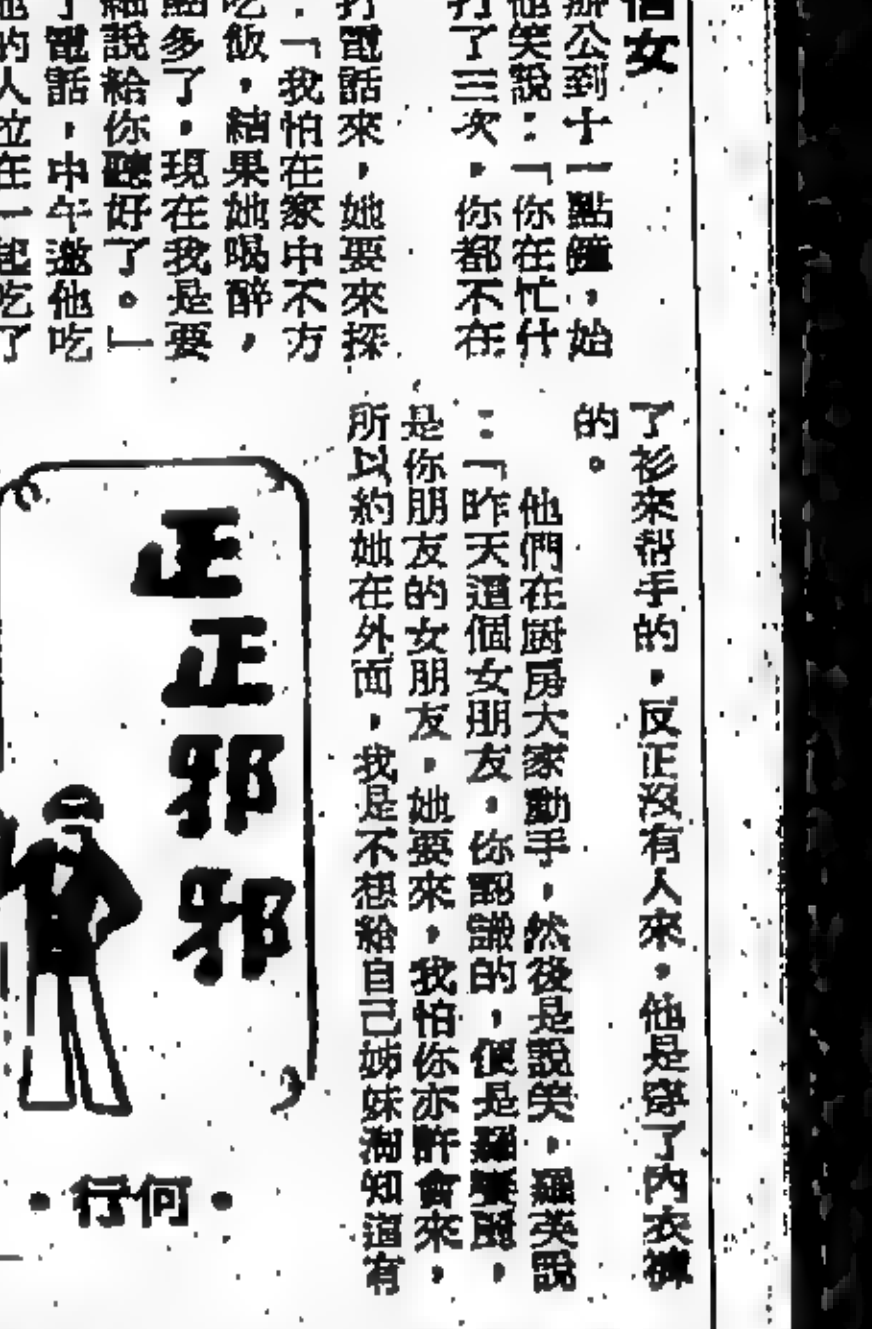 信女
辦公到十一點鐘，始
他笑說：「你在忙什
打了三次，你都不在
打電話來，她要來探
：「我怕在家中不方
吃飯，結果她喝醉，
點多了，現在我是要
細說給你聽好了。」
了電話，中午邀他吃
他的人拉在一起吃了
了衫來帮手的，反正沒有人來，他是穿了內衣褲
的。
他們在厨房大家動手，然後是說笑，羅英說
：「昨天這個女朋友，你認識的，便是羅，
是你朋友的女朋友，她要來，我怕你亦許會來，
所以約她在外面，我是不想給自己姊妹淘知道有
正正邪邪
•行何•